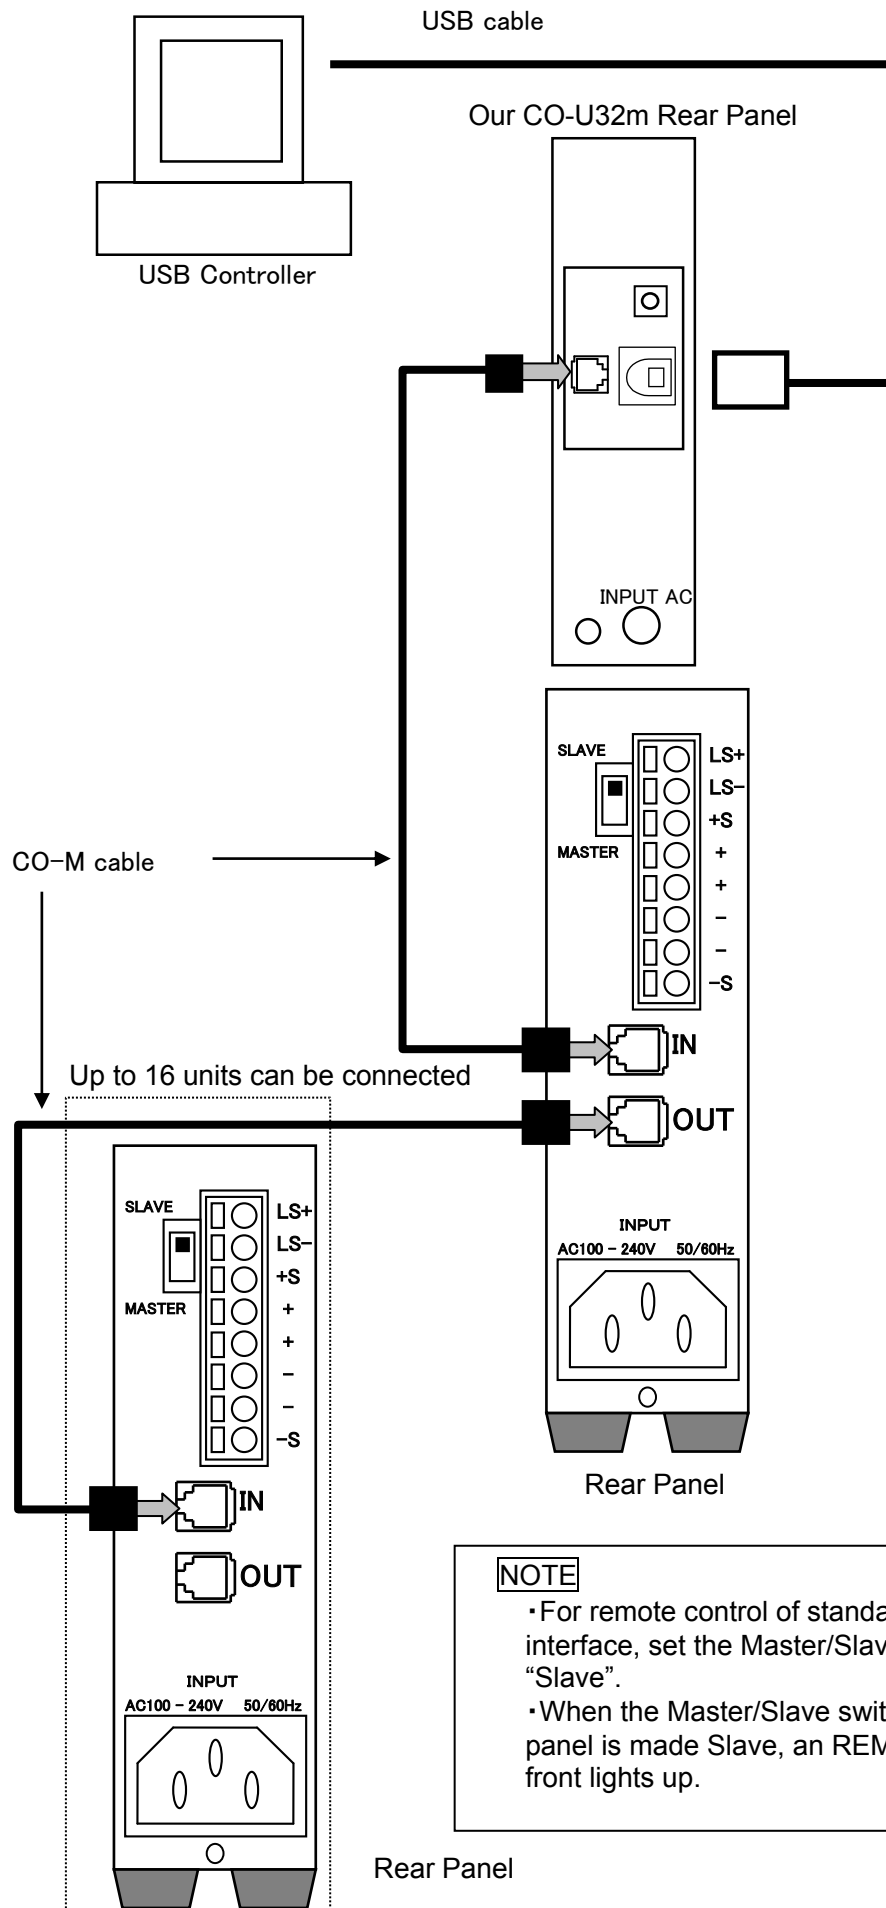 USB cable
Our CO-U32m Rear Panel
USB Controller
INPUT AC
SLAVE
MASTER
LS+
LS-
+S
+
+
-
-
-S
CO-M cable
IN
OUT
Up to 16 units can be connected
INPUT
AC100 - 240V 50/60Hz
Rear Panel
SLAVE
MASTER
LS+
LS-
+S
+
+
-
-
-S
IN
OUT
INPUT
AC100 - 240V 50/60Hz
Rear Panel
NOTE
・For remote control of standa
interface, set the Master/Slav
“Slave”.
・When the Master/Slave swit
panel is made Slave, an REM
front lights up.